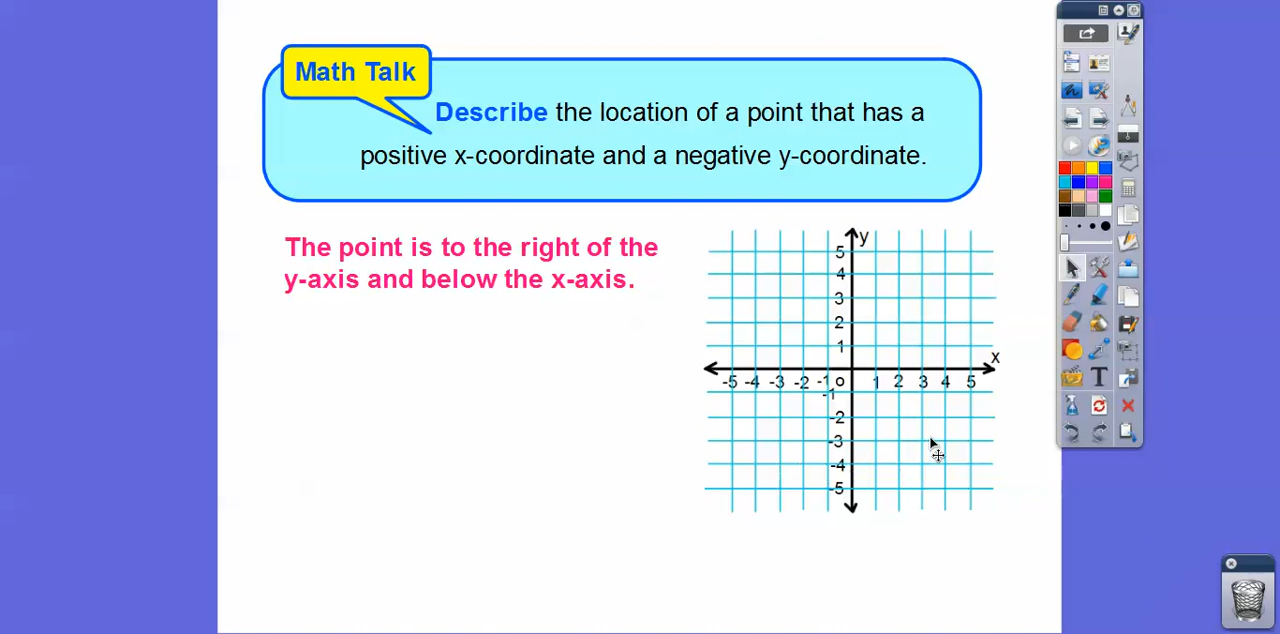 Math Talk
Describe the location of a point that has a
positive x-coordinate and a negative y-coordinate.
The point is to the right of the
y-axis and below the x-axis.
y
5
4
3
2
1
x
-5 -4 -3 -2 -1 o 1 2 3 4 5
-1
-2
-3
-4
-5
T